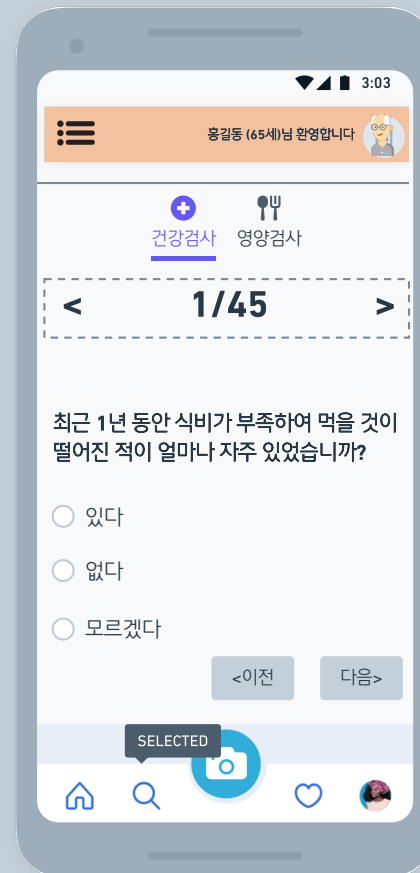 3:03
홍길동 (65세)님 환영합니다
건강검사 영양검사
< 1/45 >
최근 1년 동안 식비가 부족하여 먹을 것이
떨어진 적이 얼마나 자주 있었습니까?
있다
없다
모르겠다
<이전 다음>
SELECTED